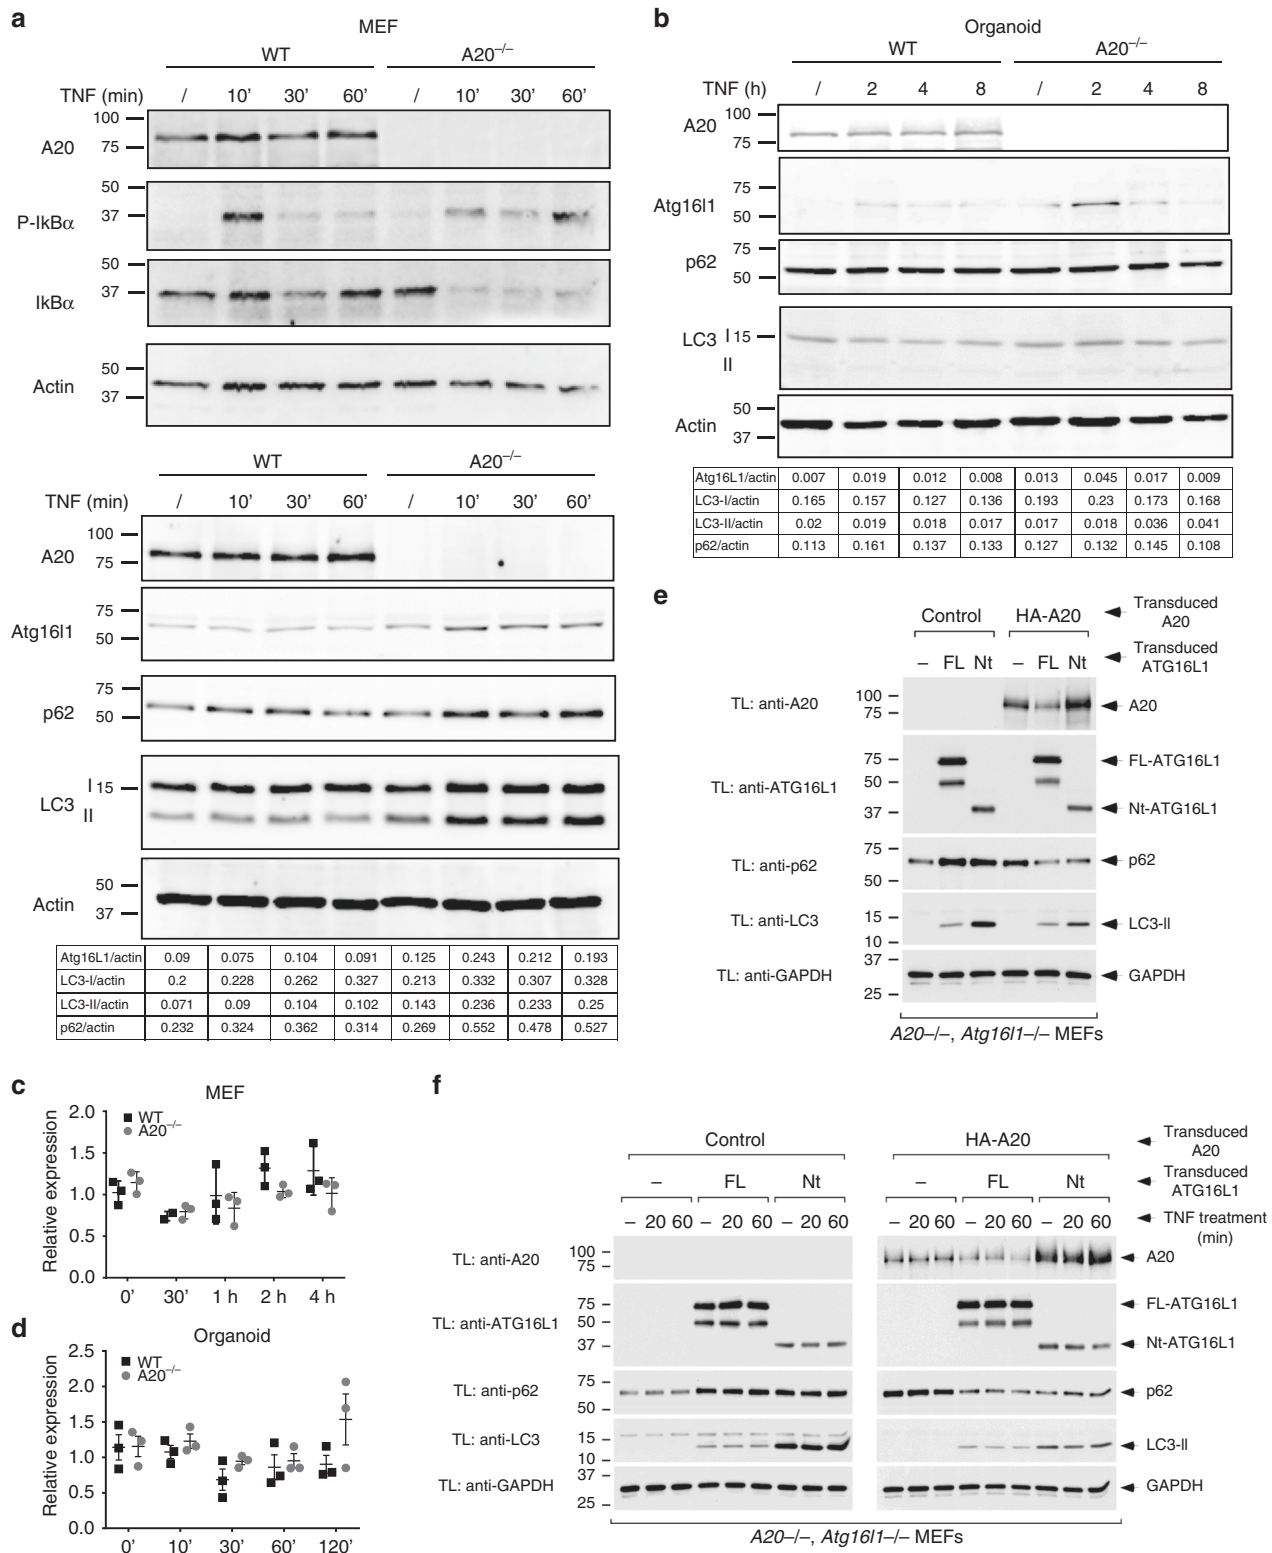 a
MEF
WT A20–/–
TNF (min) / 10’ 30’ 60’ / 10’ 30’ 60’
A20 100 75
P-IkBα 50 37
IkBα 50 37
Actin 50 37
WT A20–/–
TNF (min) / 10’ 30’ 60’ / 10’ 30’ 60’
A20 100 75
Atg16l1 75 50
p62 75 50
LC3 I 15 II
Actin 50 37
Atg16L1/actin 0.09 0.075 0.104 0.091 0.125 0.243 0.212 0.193
LC3-I/actin 0.2 0.228 0.262 0.327 0.213 0.332 0.307 0.328
LC3-II/actin 0.071 0.09 0.104 0.102 0.143 0.236 0.233 0.25
p62/actin 0.232 0.324 0.362 0.314 0.269 0.552 0.478 0.527
b
Organoid
WT A20–/–
TNF (h) / 2 4 8 / 2 4 8
A20 100 75
Atg16l1 75 50
p62 75 50
LC3 I 15 II
Actin 50 37
Atg16L1/actin 0.007 0.019 0.012 0.008 0.013 0.045 0.017 0.009
LC3-I/actin 0.165 0.157 0.127 0.136 0.193 0.23 0.173 0.168
LC3-II/actin 0.02 0.019 0.018 0.017 0.017 0.018 0.036 0.041
p62/actin 0.113 0.161 0.137 0.133 0.127 0.132 0.145 0.108
c
MEF
Relative expression
2.0
1.5
1.0
0.5
0.0
WT
A20–/–
0’ 30’ 1 h 2 h 4 h
d
Organoid
Relative expression
2.5
2.0
1.5
1.0
0.5
0.0
WT
A20–/–
0’ 10’ 30’ 60’ 120’
e
Control HA-A20 Transduced A20
– FL Nt – FL Nt Transduced ATG16L1
TL: anti-A20 100 75 A20
TL: anti-ATG16L1 75 50 37 FL-ATG16L1 Nt-ATG16L1
TL: anti-p62 75 50 p62
TL: anti-LC3 15 10 LC3-II
TL: anti-GAPDH 37 25 GAPDH
A20–/–, Atg16l1–/– MEFs
f
Control HA-A20 Transduced A20
– FL Nt – FL Nt Transduced ATG16L1
– 20 60 – 20 60 – 20 60 – 20 60 – 20 60 – 20 60 TNF treatment (min)
TL: anti-A20 100 75 A20
TL: anti-ATG16L1 75 50 37 FL-ATG16L1 Nt-ATG16L1
TL: anti-p62 75 50 p62
TL: anti-LC3 15 10 LC3-II
TL: anti-GAPDH 37 25 GAPDH
A20–/–, Atg16l1–/– MEFs